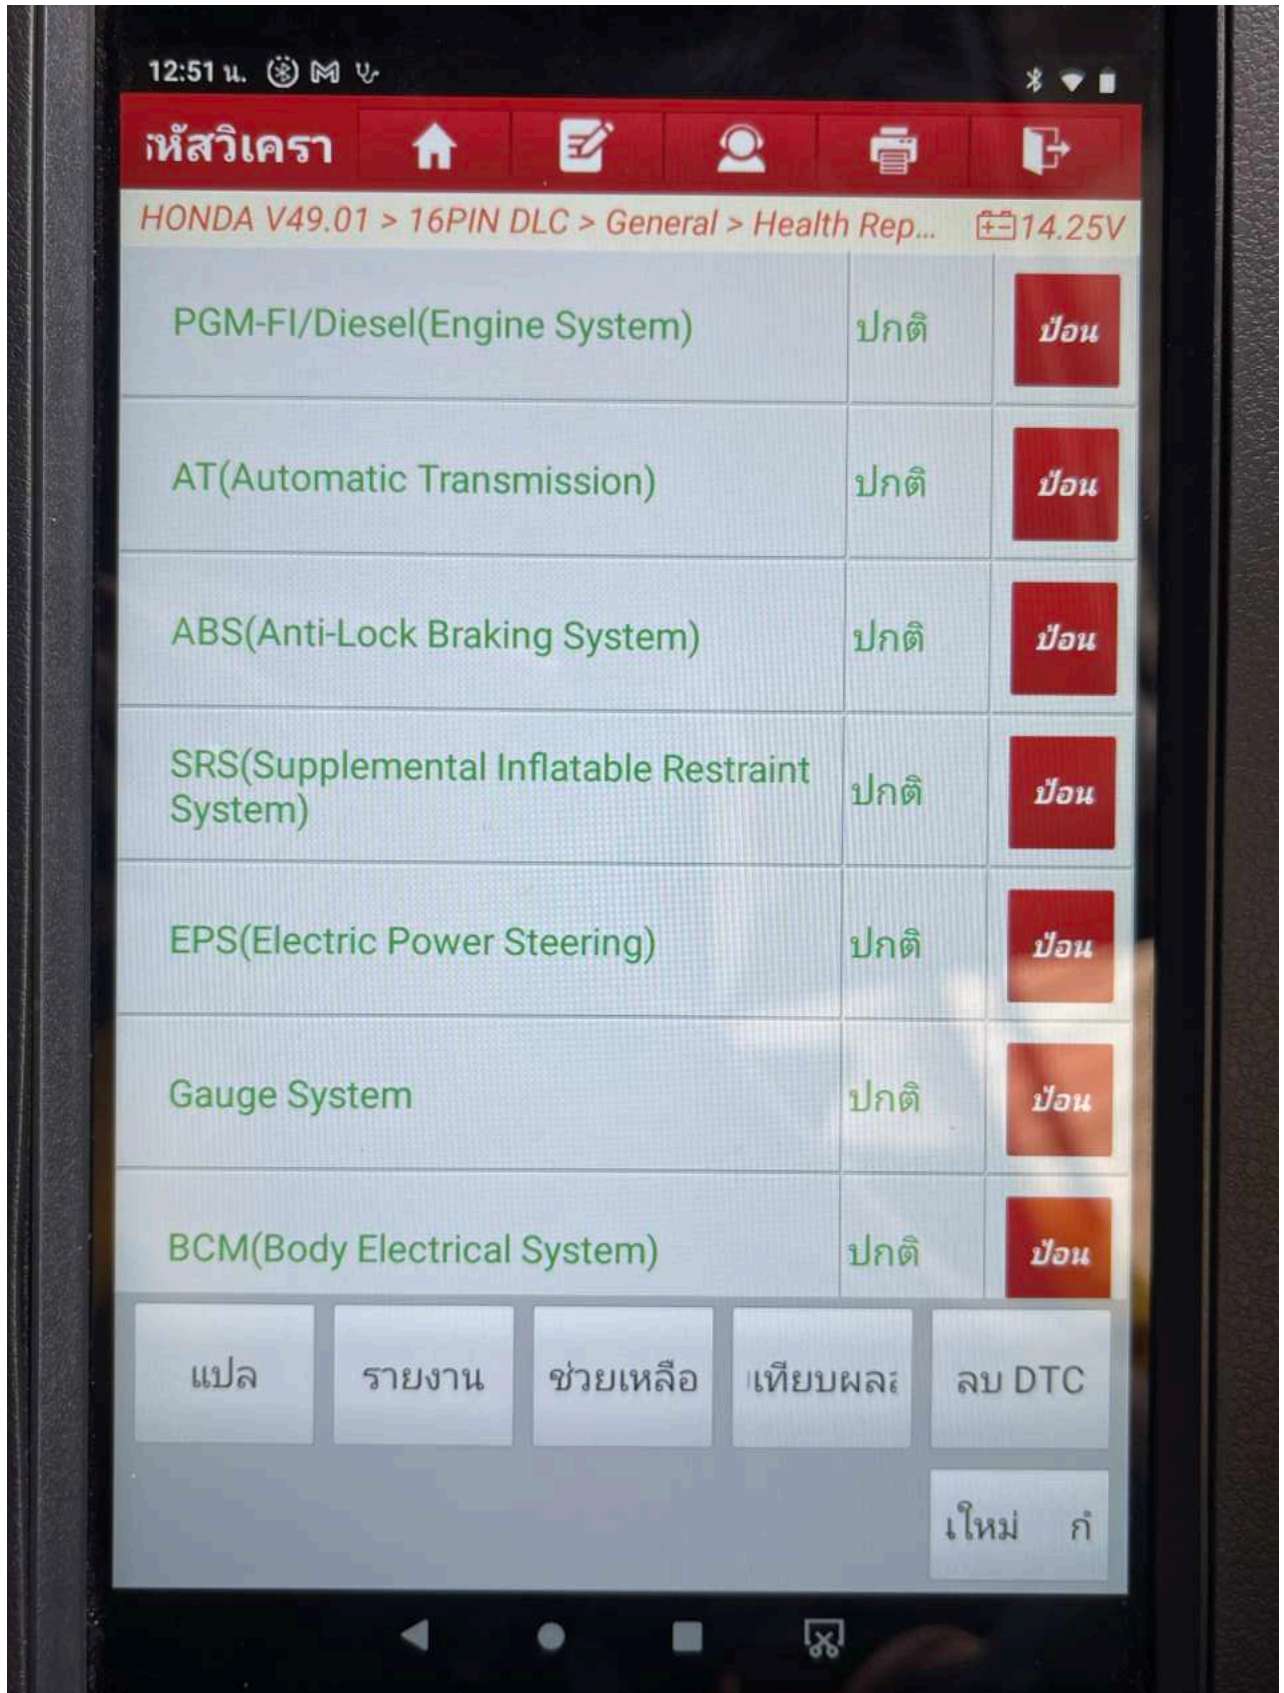 12:51 น.
หัสวิเครา
HONDA V49.01 > 16PIN DLC > General > Health Rep... 14.25V
PGM-FI/Diesel(Engine System) ปกติ ป้อน
AT(Automatic Transmission) ปกติ ป้อน
ABS(Anti-Lock Braking System) ปกติ ป้อน
SRS(Supplemental Inflatable Restraint
System) ปกติ ป้อน
EPS(Electric Power Steering) ปกติ ป้อน
Gauge System ปกติ ป้อน
BCM(Body Electrical System) ปกติ ป้อน
แปล รายงาน ช่วยเหลือ เทียบผล ลบ DTC
ใหม่ ก